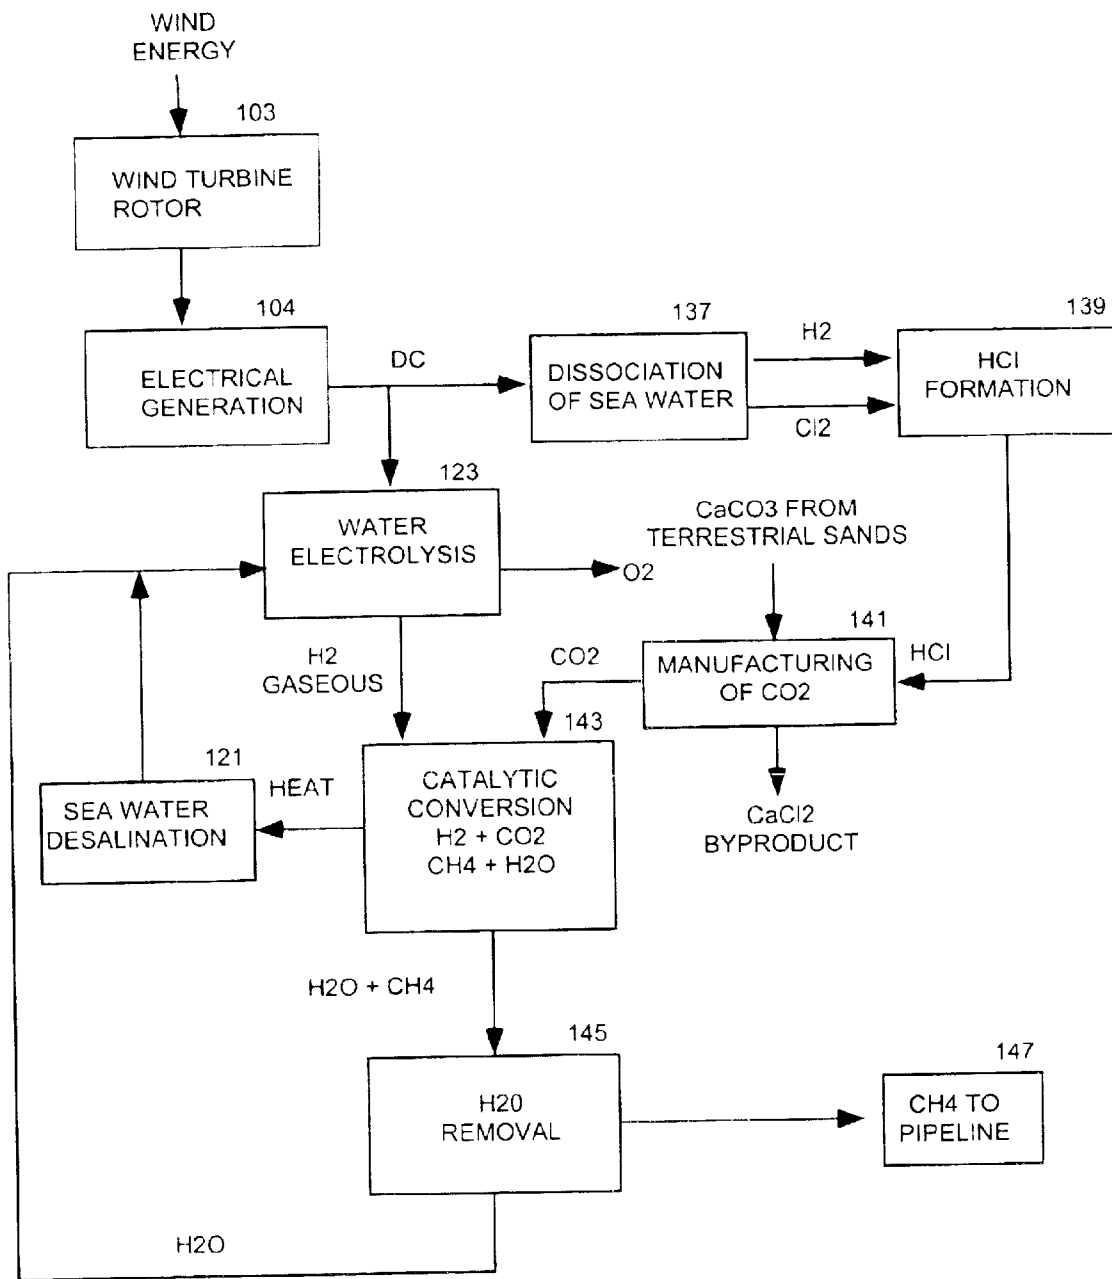 WIND
ENERGY
103
WIND TURBINE
ROTOR
104
ELECTRICAL
GENERATION
DC
137
DISSOCIATION
OF SEA WATER
H2
Cl2
139
HCl
FORMATION
123
WATER
ELECTROLYSIS
O2
CaCO3 FROM
TERRESTRIAL SANDS
H2
GASEOUS
CO2
141
MANUFACTURING
OF CO2
HCl
143
CATALYTIC
CONVERSION
H2 + CO2
CH4 + H2O
121
SEA WATER
DESALINATION
HEAT
CaCl2
BYPRODUCT
H2O + CH4
145
H20
REMOVAL
147
CH4 TO
PIPELINE
H2O